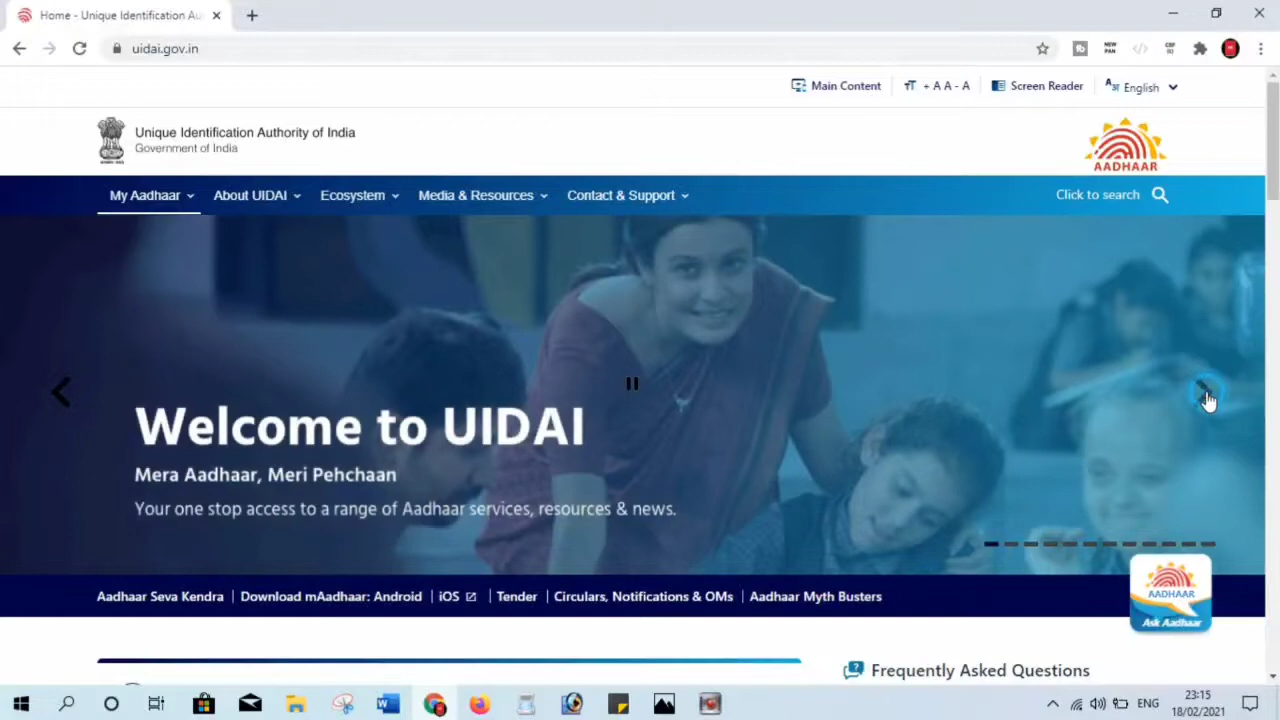 Home - Unique Identification Au
uidai.gov.in
NEW PAN
Main Content
+ A A - A
Screen Reader
English
Unique Identification Authority of India
Government of India
AADHAAR
My Aadhaar
About UIDAI
Ecosystem
Media & Resources
Contact & Support
Click to search
Welcome to UIDAI
Mera Aadhaar, Meri Pehchaan
Your one stop access to a range of Aadhaar services, resources & news.
Aadhaar Seva Kendra
Download mAadhaar: Android
iOS
Tender
Circulars, Notifications & OMs
Aadhaar Myth Busters
AADHAAR
Ask Aadhaar
Frequently Asked Questions
ENG
23:15
18/02/2021